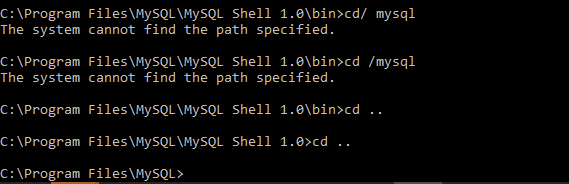 C:\Program Files\MySQL\MySQL Shell 1.0\bin>cd/ mysql
The system cannot find the path specified.
C:\Program Files\MySQL\MySQL Shell 1.0\bin>cd /mysql
The system cannot find the path specified.
C:\Program Files\MySQL\MySQL Shell 1.0\bin>cd ..
C:\Program Files\MySQL\MySQL Shell 1.0>cd ..
C:\Program Files\MySQL>